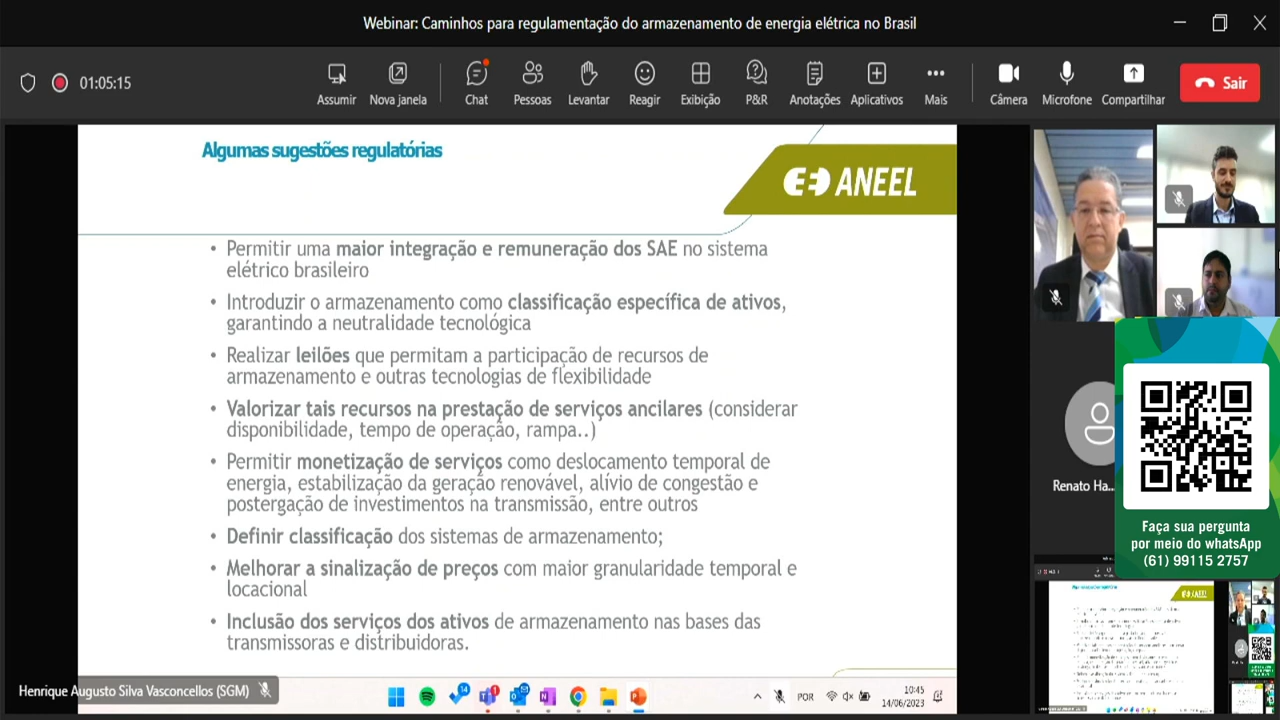 Webinar: Caminhos para regulamentação do armazenamento de energia elétrica no Brasil
01:05:15
Assumir
Nova janela
Chat
Pessoas
Levantar
Reagir
Exibição
P&R
Anotações
Aplicativos
Mais
Câmera
Microfone
Compartilhar
Sair
Algumas sugestões regulatórias
ANEEL
• Permitir uma maior integração e remuneração dos SAE no sistema
elétrico brasileiro
• Introduzir o armazenamento como classificação específica de ativos,
garantindo a neutralidade tecnológica
• Realizar leilões que permitam a participação de recursos de
armazenamento e outras tecnologias de flexibilidade
• Valorizar tais recursos na prestação de serviços ancilares (considerar
disponibilidade, tempo de operação, rampa..)
• Permitir monetização de serviços como deslocamento temporal de
energia, estabilização da geração renovável, alívio de congestão e
postergação de investimentos na transmissão, entre outros
• Definir classificação dos sistemas de armazenamento;
• Melhorar a sinalização de preços com maior granularidade temporal e
locacional
• Inclusão dos serviços dos ativos de armazenamento nas bases das
transmissoras e distribuidoras.
Renato Ha...
Faça sua pergunta
por meio do whatsApp
(61) 99115 2757
Henrique Augusto Silva Vasconcellos (SGM)
POR
10:45
14/06/2023